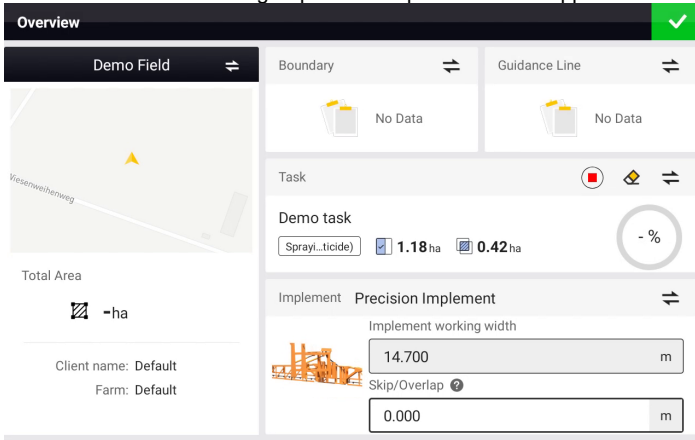 Overview
Demo Field
Viesenweihenweg
Total Area
-ha
Client name: Default
Farm: Default
Boundary
No Data
Guidance Line
No Data
Task
Demo task
Sprayi...ticide)
1.18 ha
0.42 ha
- %
Implement Precision Implement
Implement working width
14.700 m
Skip/Overlap ?
0.000 m